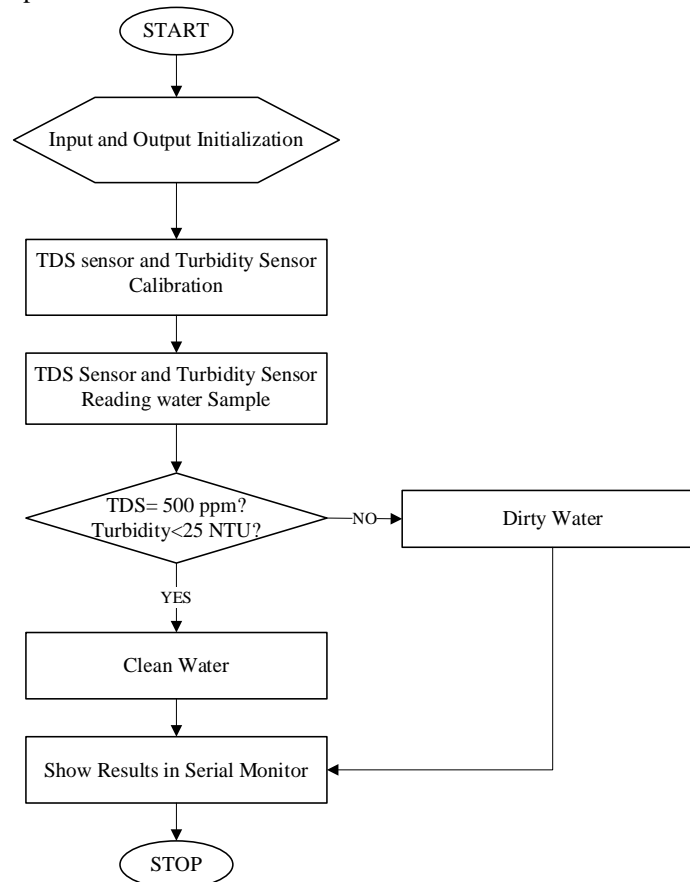 START
Input and Output Initialization
TDS sensor and Turbidity Sensor
Calibration
TDS Sensor and Turbidity Sensor
Reading water Sample
TDS= 500 ppm?
Turbidity<25 NTU?
NO
Dirty Water
YES
Clean Water
Show Results in Serial Monitor
STOP